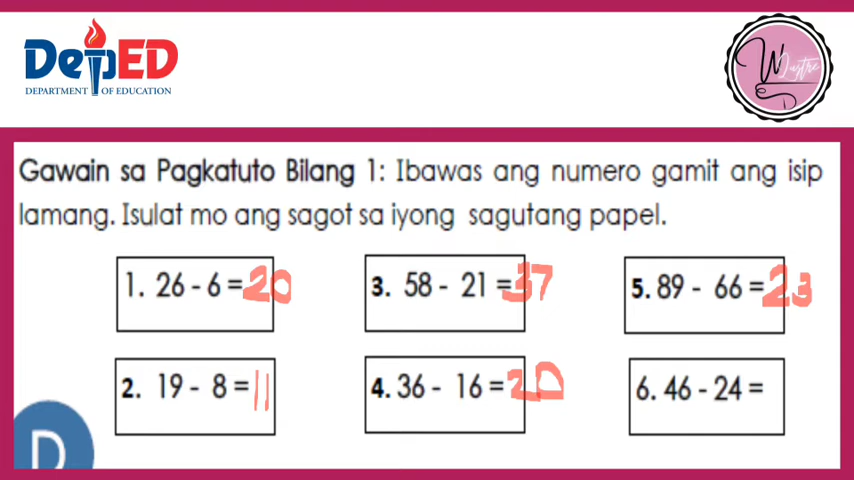 DepED
DEPARTMENT OF EDUCATION
Gawain sa Pagkatuto Bilang 1: Ibawas ang numero gamit ang isip
lamang. Isulat mo ang sagot sa iyong sagutang papel.
1. 26 - 6 = 20
3. 58 - 21 = 37
5. 89 - 66 = 23
2. 19 - 8 = 11
4. 36 - 16 = 20
6. 46 - 24 =
D